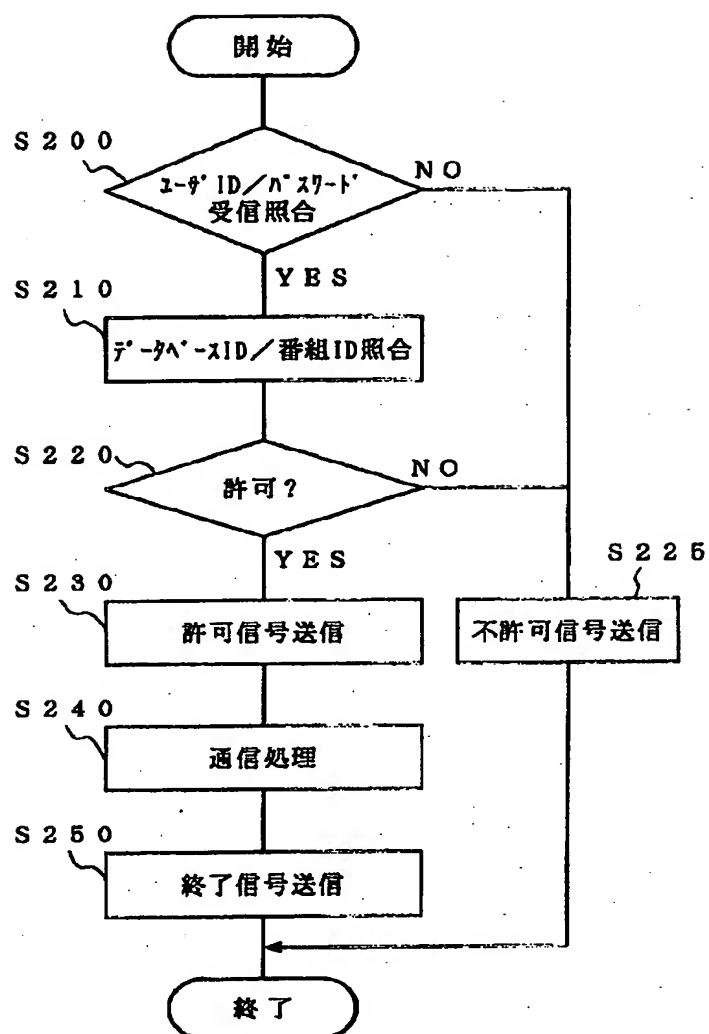 開始
S200
ユーザID/パスワード
受信照合
NO
YES
S210
データベースID/番組ID照合
S220
許可?
NO
YES
S225
S230
許可信号送信
不許可信号送信
S240
通信処理
S250
終了信号送信
終了